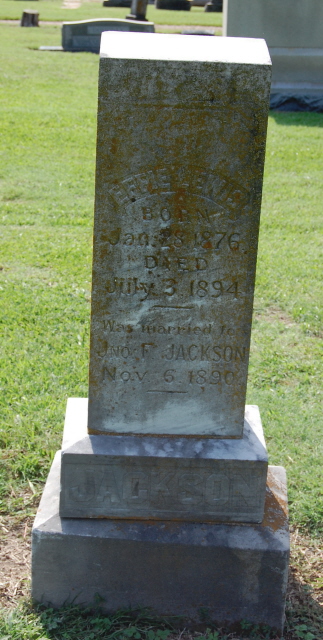 BORN
Jan. 28, 1876.
DIED
July 3, 1894.
Was married to
JNO. F. JACKSON
Nov. 6, 1890.
JACKSON